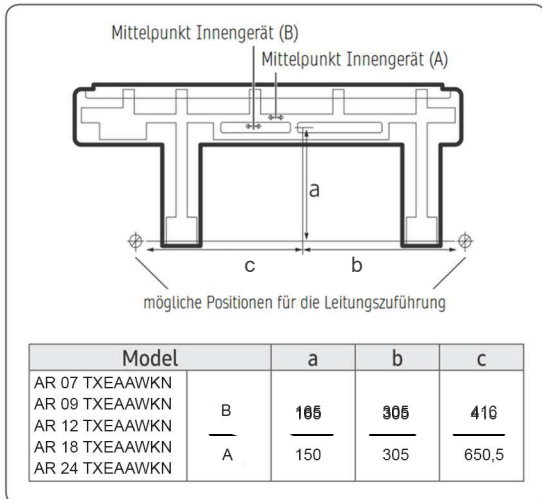 Mittelpunkt Innengerät (B)
Mittelpunkt Innengerät (A)
a
c b
mögliche Positionen für die Leitungszuführung
Model a b c
AR 07 TXEAAWKN
AR 09 TXEAAWKN
AR 12 TXEAAWKN
B 165 305 416
AR 18 TXEAAWKN
AR 24 TXEAAWKN
A 150 305 650,5